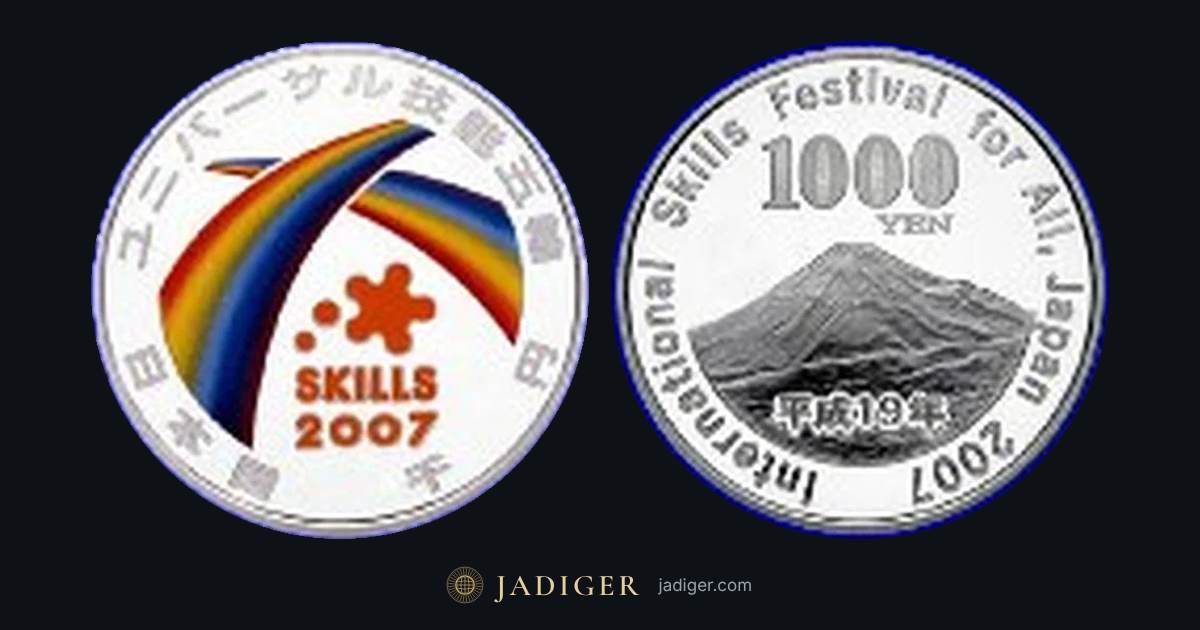 ユニバーサル技能五輪
SKILLS
2007
日本国
千円
International Skills Festival for All, Japan 2007
1000
YEN
平成19年
JADIGER
jadiger.com